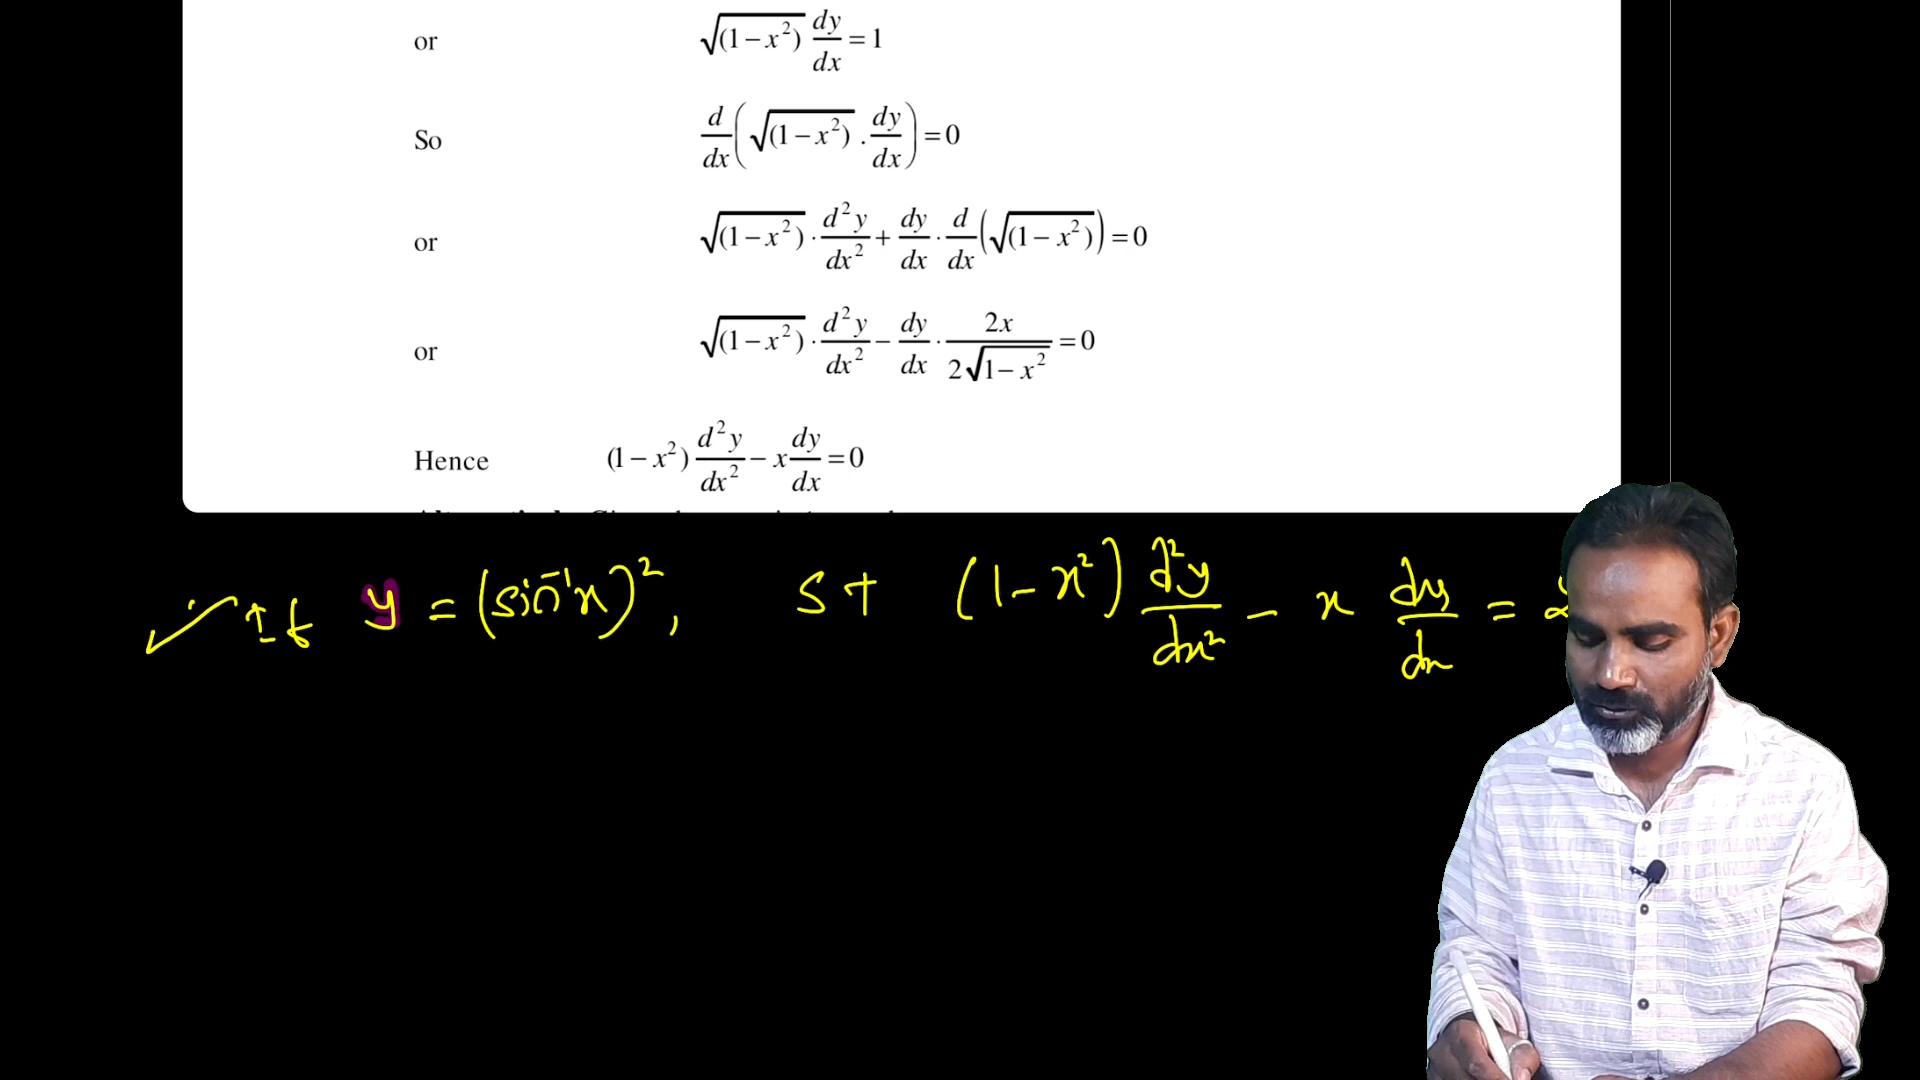 or √(1−x²) dy/dx = 1
So d/dx(√(1−x²) . dy/dx) = 0
or √(1−x²) · d²y/dx² + dy/dx · d/dx(√(1−x²)) = 0
or √(1−x²) · d²y/dx² − dy/dx · 2x/2√1−x² = 0
Hence (1−x²) d²y/dx² − x dy/dx = 0
If y = (sin⁻¹x)², ST (1−x²) d²y/dx² − x dy/dx =